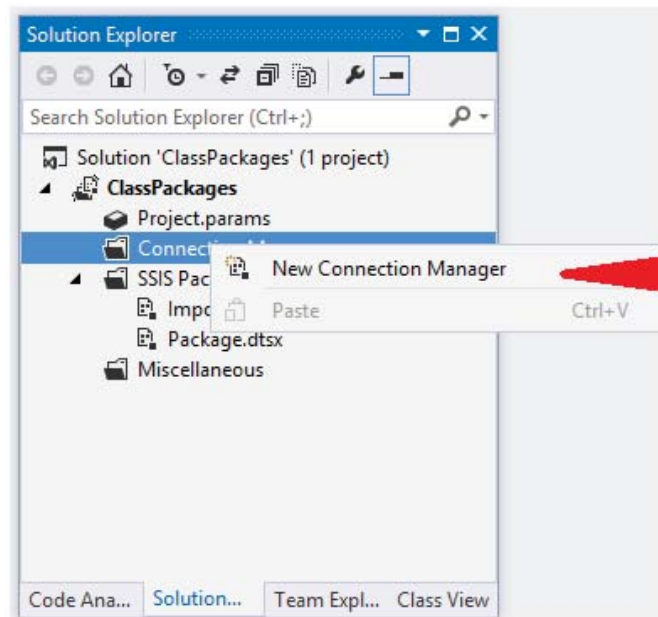 Solution Explorer
Search Solution Explorer (Ctrl+;)
Solution 'ClassPackages' (1 project)
ClassPackages
Project.params
New Connection Manager
SSIS
Paste Ctrl+V
Package.dtsx
Miscellaneous
Code Ana... Solution... Team Expl... Class View